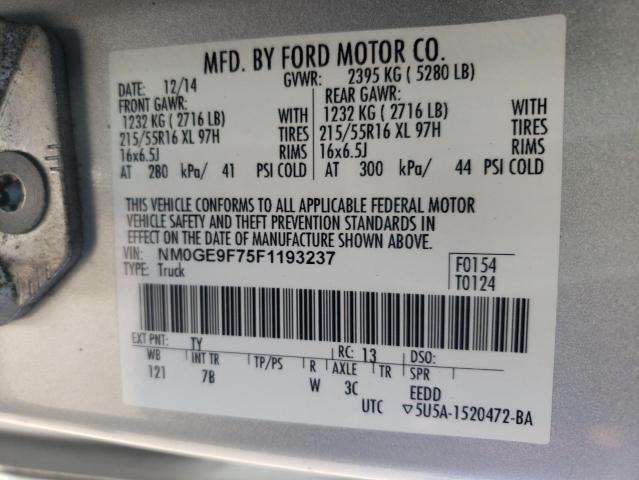 MFD. BY FORD MOTOR CO.
DATE: 12/14 GVWR: 2395 KG ( 5280 LB)
FRONT GAWR: REAR GAWR:
1232 KG ( 2716 LB) WITH 1232 KG ( 2716 LB) WITH
215/55R16 XL 97H TIRES 215/55R16 XL 97H TIRES
16x6.5J RIMS 16x6.5J RIMS
AT 280 kPa/ 41 PSI COLD AT 300 kPa/ 44 PSI COLD
THIS VEHICLE CONFORMS TO ALL APPLICABLE FEDERAL MOTOR
VEHICLE SAFETY AND THEFT PREVENTION STANDARDS IN
EFFECT ON THE DATE OF MANUFACTURE SHOWN ABOVE.
VIN: NM0GE9F75F1193237 F0154
TYPE: Truck T0124
EXT PNT: TY RC: 13 DSO:
WB INT TR TP/PS R AXLE TR SPR
121 7B W 3C EEDD
UTC ▽5U5A-1520472-BA